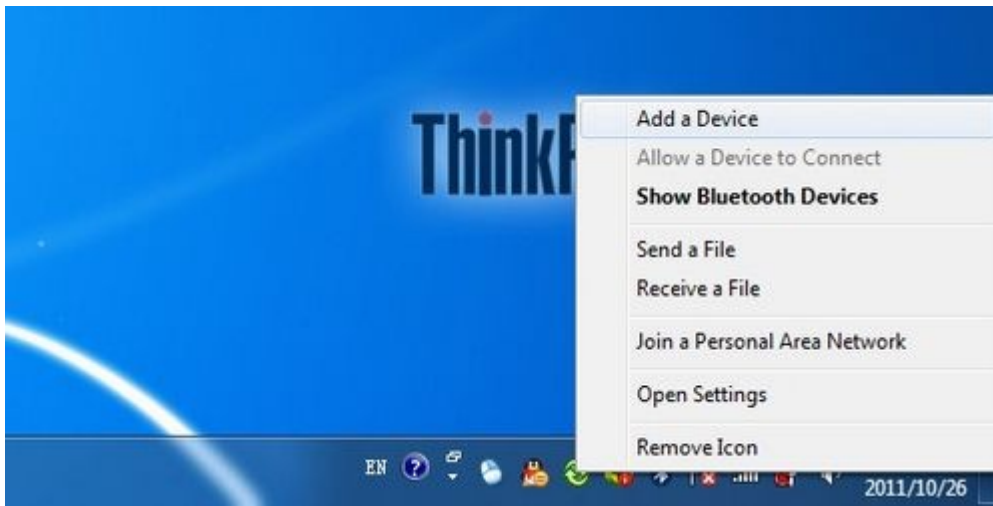 ThinkP
Add a Device
Allow a Device to Connect
Show Bluetooth Devices
Send a File
Receive a File
Join a Personal Area Network
Open Settings
Remove Icon
EN
2011/10/26